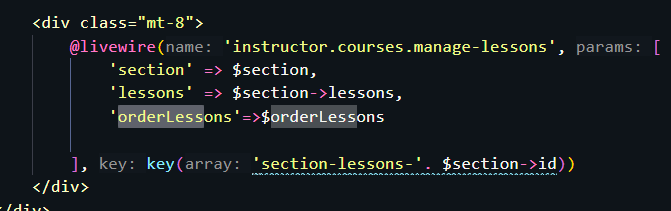 <div class="mt-8">
@livewire(name: 'instructor.courses.manage-lessons', params: [
'section' => $section,
'lessons' => $section->lessons,
'orderLessons'=>$orderLessons
], key: key(array: 'section-lessons-'. $section->id))
</div>
</div>